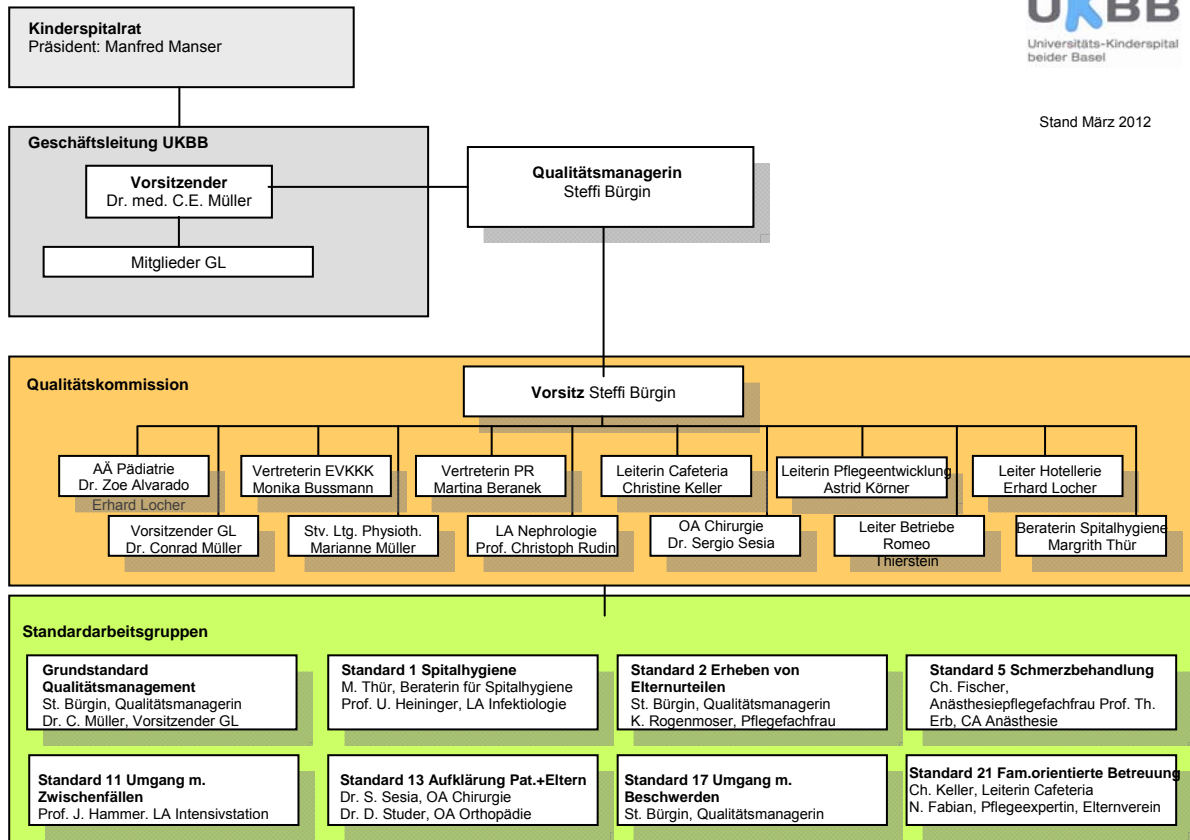 UKBB
Universitäts-Kinderspital
beider Basel
Stand März 2012
Kinderspitalrat
Präsident: Manfred Manser
Geschäftsleitung UKBB
Vorsitzender
Dr. med. C.E. Müller
Mitglieder GL
Qualitätsmanagerin
Steffi Bürgin
Qualitätskommission
Vorsitz Steffi Bürgin
AÄ Pädiatrie
Dr. Zoe Alvarado
Erhard Locher
Vertreterin EVKKK
Monika Bussmann
Vertreterin PR
Martina Beranek
Leiterin Cafeteria
Christine Keller
Leiterin Pflegeentwicklung
Astrid Körner
Leiter Hotellerie
Erhard Locher
Vorsitzender GL
Dr. Conrad Müller
Stv. Ltg. Physioth.
Marianne Müller
LA Nephrologie
Prof. Christoph Rudin
OA Chirurgie
Dr. Sergio Sesia
Leiter Betriebe
Romeo
Thierstein
Beraterin Spitalhygiene
Margrith Thür
Standardarbeitsgruppen
Grundstandard
Qualitätsmanagement
St. Bürgin, Qualitätsmanagerin
Dr. C. Müller, Vorsitzender GL
Standard 1 Spitalhygiene
M. Thür, Beraterin für Spitalhygiene
Prof. U. Heininger, LA Infektiologie
Standard 2 Erheben von
Elternurteilen
St. Bürgin, Qualitätsmanagerin
K. Rogenmoser, Pflegefachfrau
Standard 5 Schmerzbehandlung
Ch. Fischer,
Anästhesiepflegefachfrau Prof. Th.
Erb, CA Anästhesie
Standard 11 Umgang m.
Zwischenfällen
Prof. J. Hammer. LA Intensivstation
Standard 13 Aufklärung Pat.+Eltern
Dr. S. Sesia, OA Chirurgie
Dr. D. Studer, OA Orthopädie
Standard 17 Umgang m.
Beschwerden
St. Bürgin, Qualitätsmanagerin
Standard 21 Fam.orientierte Betreuung
Ch. Keller, Leiterin Cafeteria
N. Fabian, Pflegeexpertin, Elternverein